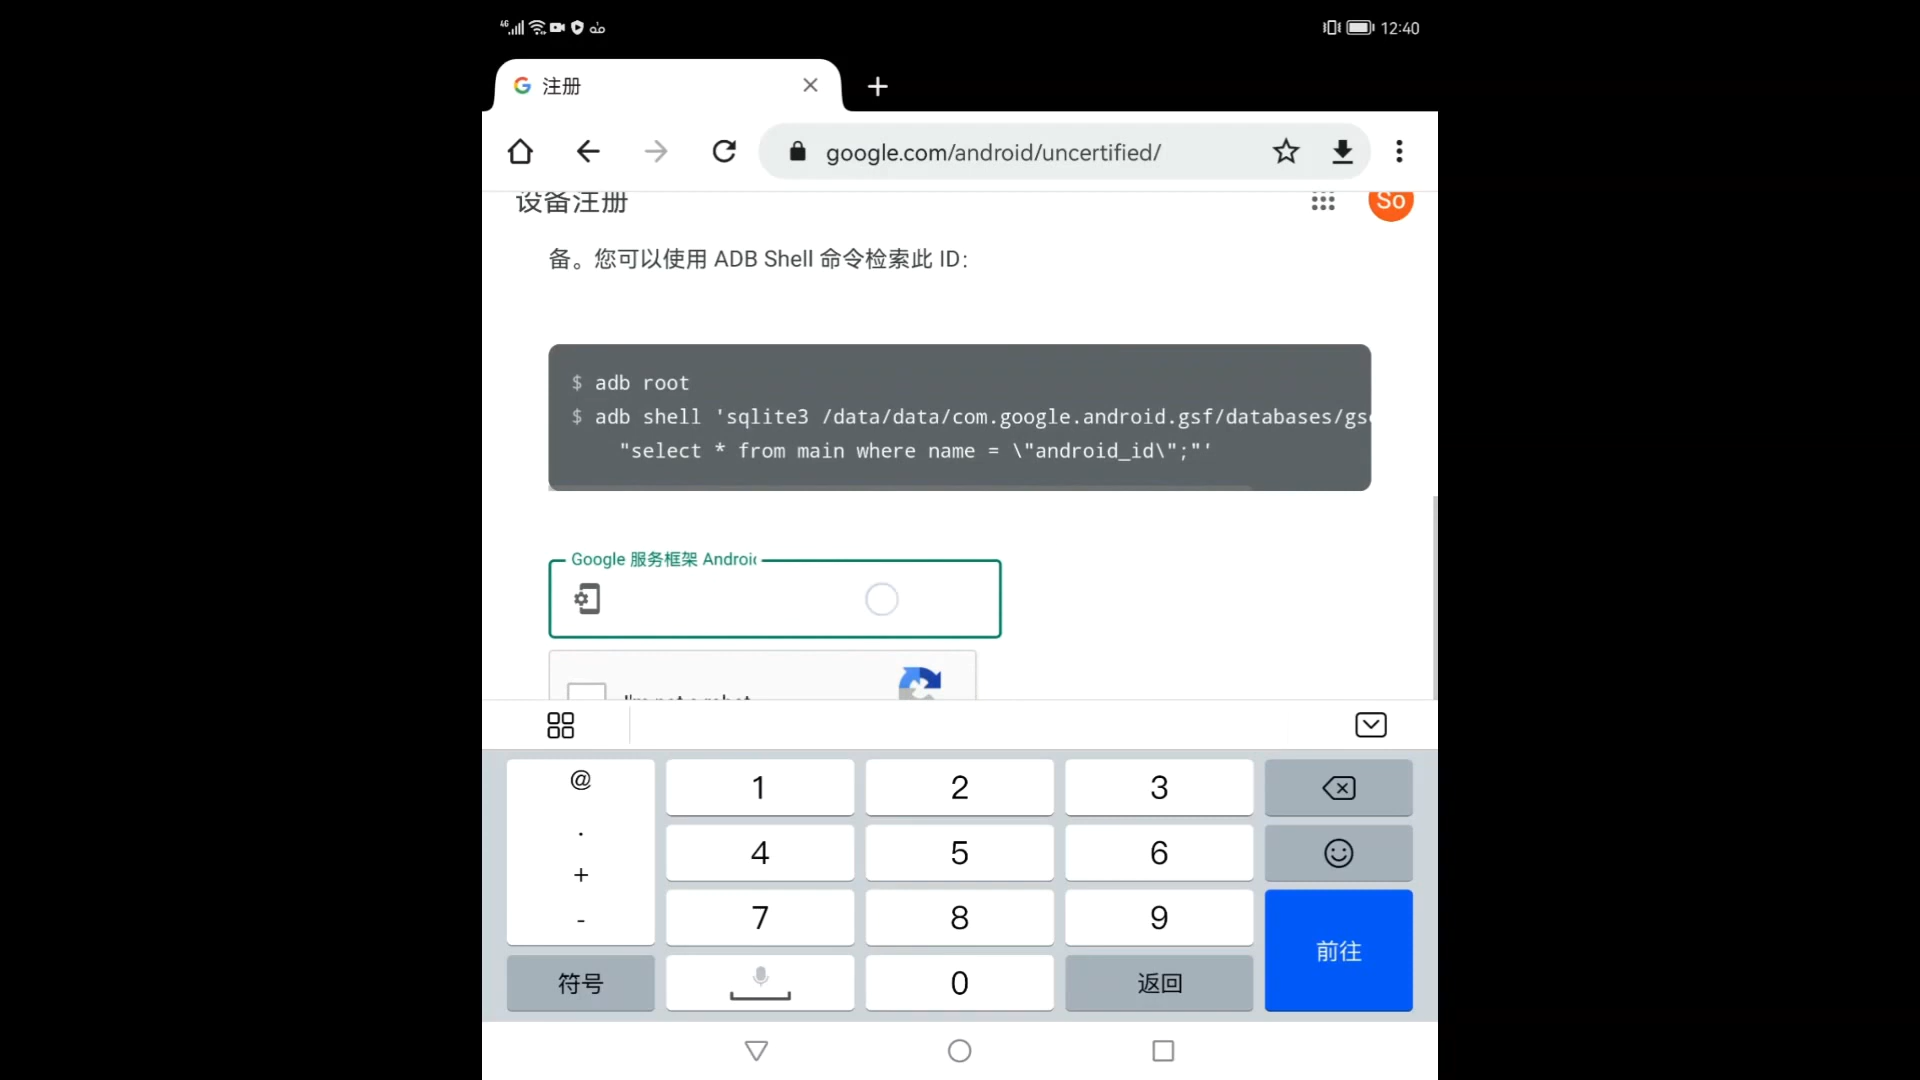 4G
12:40
注册
google.com/android/uncertified/
设备注册
So
备。您可以使用 ADB Shell 命令检索此 ID：
$ adb root
$ adb shell 'sqlite3 /data/data/com.google.android.gsf/databases/gs
"select * from main where name = \"android_id\";"'
Google 服务框架 Androi
I'm not a robot
@
1
2
3
.
4
5
6
+
7
8
9
-
前往
符号
0
返回